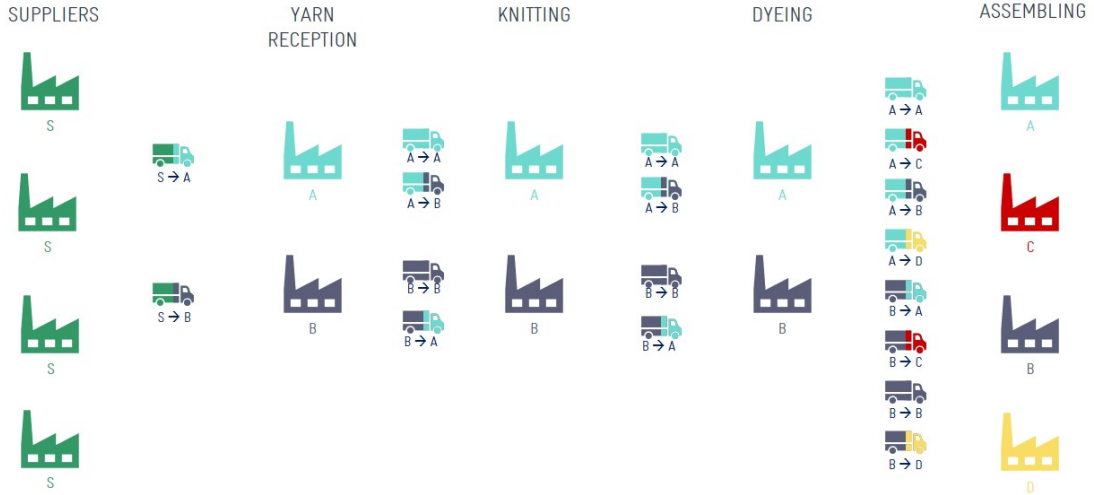 SUPPLIERS
YARN
RECEPTION
KNITTING
DYEING
ASSEMBLING
S
S
S
S
S → A
S → B
A
B
A → A
A → B
B → B
B → A
A
B
A → A
A → B
B → B
B → A
A
B
A → A
A → C
A → B
A → D
B → A
B → C
B → B
B → D
A
C
B
D